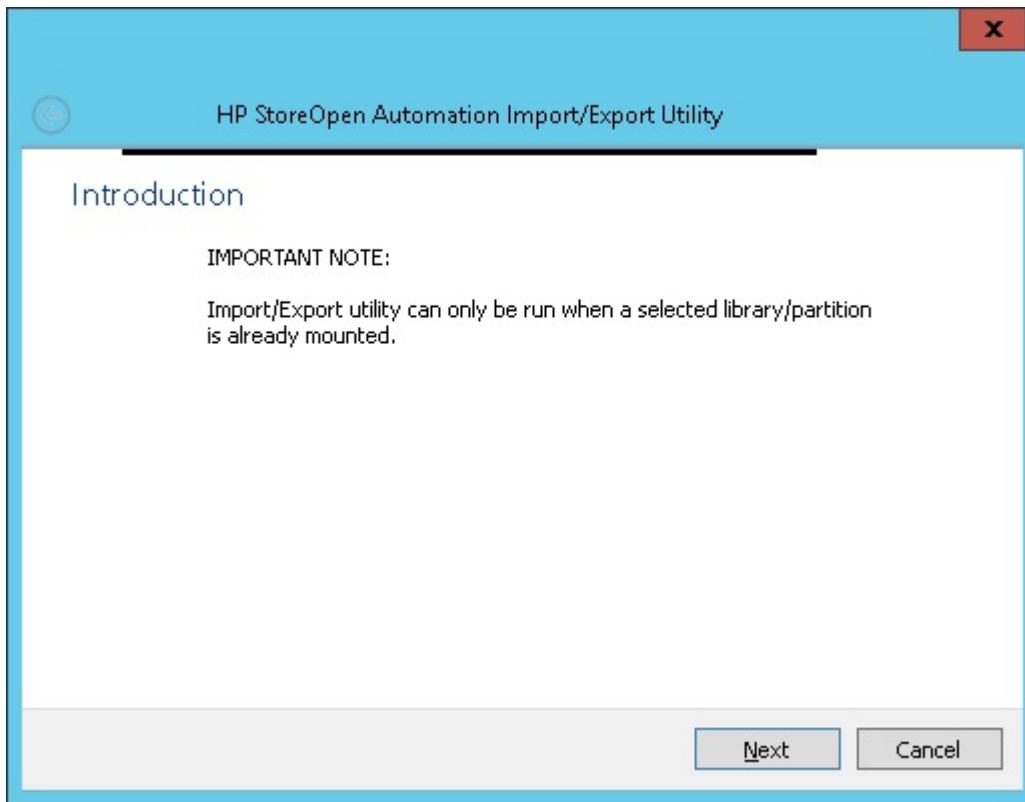 X
HP StoreOpen Automation Import/Export Utility
Introduction
IMPORTANT NOTE:
Import/Export utility can only be run when a selected library/partition
is already mounted.
Next
Cancel